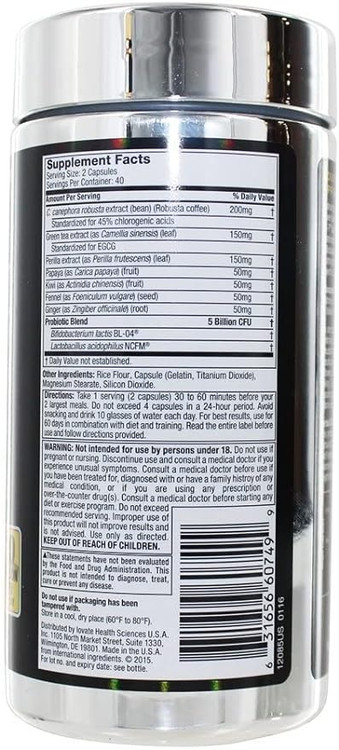 Supplement Facts
Serving Size: 2 Capsules
Servings Per Container: 40
Amount Per Serving % Daily Value
C. canephora robusta extract (bean) (Robusta coffee) 200mg †
Standardized for 45% chlorogenic acids
Green tea extract (as Camellia sinensis) (leaf) 150mg †
Standardized for EGCG
Perilla extract (as Perilla frutescens) (leaf) 150mg †
Papaya (as Carica papaya) (fruit) 50mg †
Kiwi (as Actinidia chinensis) (fruit) 50mg †
Fennel (as Foeniculum vulgare) (seed) 50mg †
Ginger (as Zingiber officinale) (root) 50mg †
Probiotic Blend 5 Billion CFU †
Bifidobacterium lactis BL-04® †
Lactobacillus acidophilus NCFM® †
† Daily Value not established.
Other Ingredients: Rice Flour, Capsule (Gelatin, Titanium Dioxide),
Magnesium Stearate, Silicon Dioxide.
Directions: Take 1 serving (2 capsules) 30 to 60 minutes before your
2 largest meals. Do not exceed 4 capsules in a 24-hour period. Avoid
snacking and drink 10 glasses of water each day. For best results, use for
60 days in combination with diet and training. Read the entire label before
use and follow directions provided.
WARNING: Not intended for use by persons under 18. Do not use if
pregnant or nursing. Discontinue use and consult a medical doctor if you
experience unusual symptoms. Consult a medical doctor before use if
you have been treated for, diagnosed with or have a family history of any
medical condition, or if you are using any prescription or
over-the-counter drug(s). Consult a medical doctor before starting any
diet or exercise program. Do not exceed
recommended serving. Improper use of
this product will not improve results and
is not advised. Use only as directed.
KEEP OUT OF REACH OF CHILDREN.
▲These statements have not been evaluated
by the Food and Drug Administration. This
product is not intended to diagnose, treat,
cure or prevent any disease.
Do not use if packaging has been
tampered with.
Store in a cool, dry place (60°F to 80°F).
Distributed by Iovate Health Sciences U.S.A.
Inc. 1105 North Market Street, Suite 1330,
Wilmington, DE 19801. Made in U.S.A.
from international ingredients. © 2015.
For lot no. and expiry date: see bottle.
6 31656 60749 9
12085US 0116